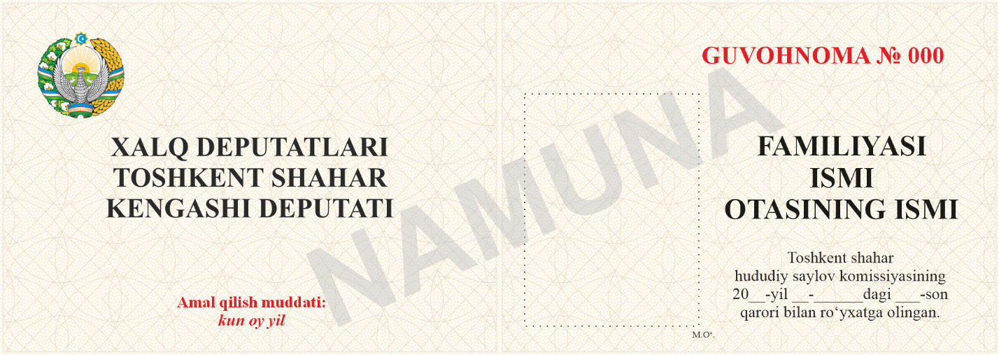 XALQ DEPUTATLARI
TOSHKENT SHAHAR
KENGASHI DEPUTATI
Amal qilish muddati:
kun oy yil
NAMUNA
GUVOHNOMA № 000
FAMILIYASI
ISMI
OTASINING ISMI
Toshkent shahar
hududiy saylov komissiyasining
20__-yil __-______dagi ___-son
qarori bilan ro‘yxatga olingan.
M.O‘.